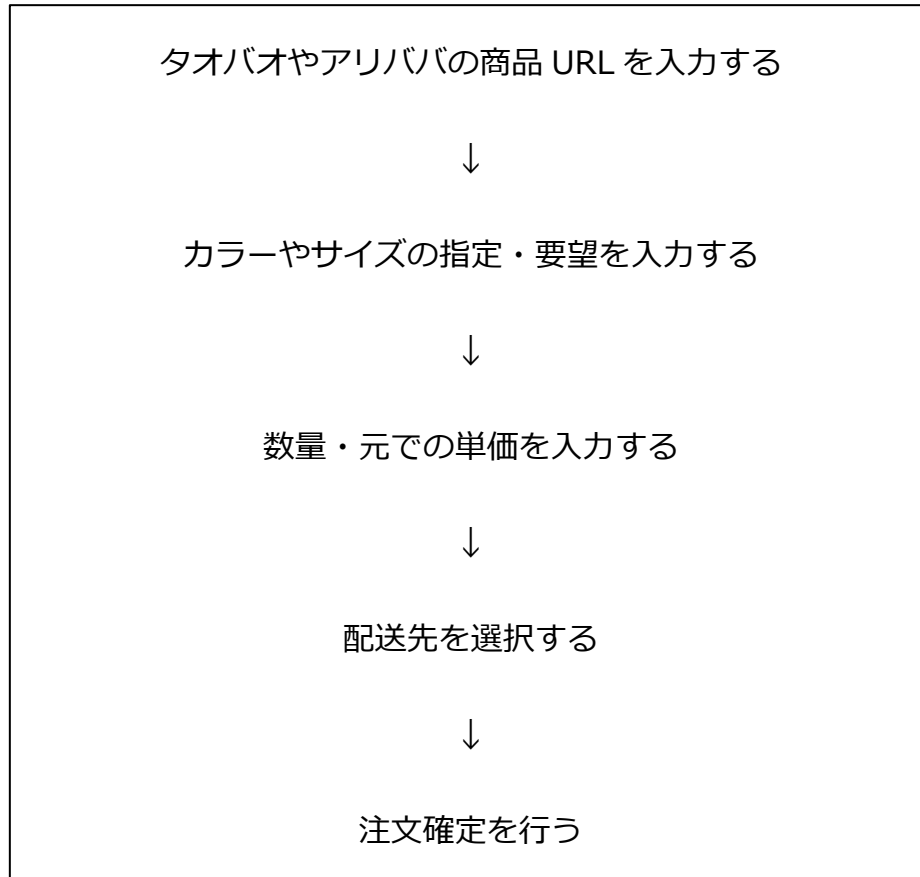 タオバオやアリババの商品 URL を入力する
↓
カラーやサイズの指定・要望を入力する
↓
数量・元での単価を入力する
↓
配送先を選択する
↓
注文確定を行う